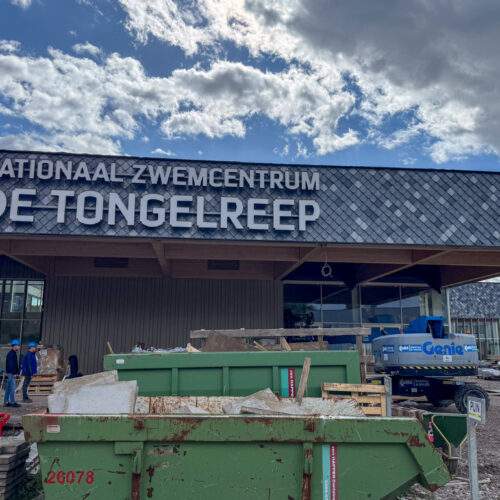 NATIONAAL ZWEMCENTRUM
DE TONGELREEP
Genie
26078